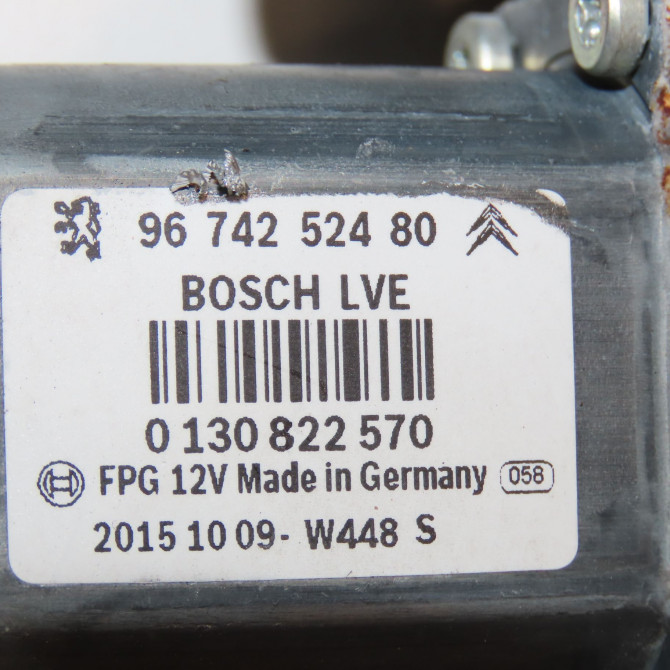 96 742 524 80
BOSCH LVE
0 130 822 570
FPG 12V Made in Germany 058
2015 10 09- W448 S